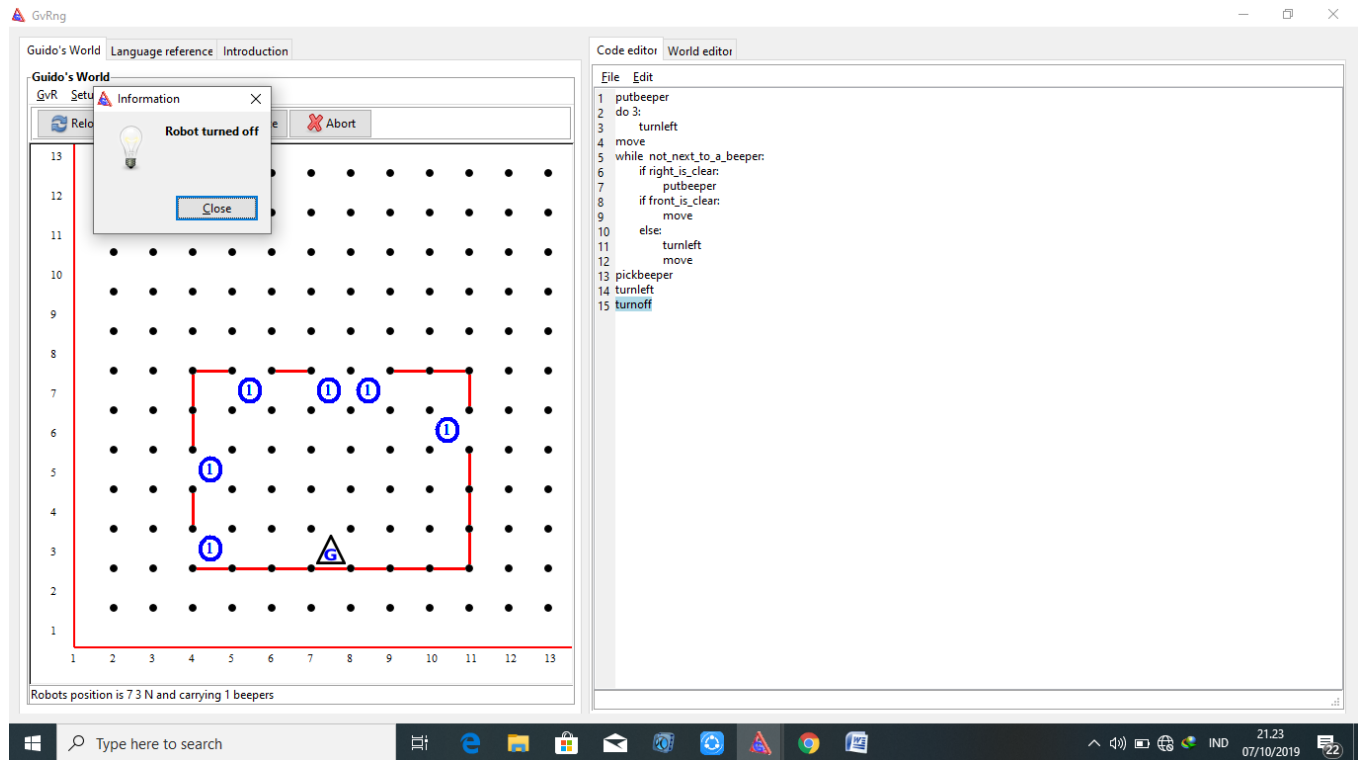 GvRng
Guido's World Language reference Introduction
Guido's World
GvR Setu
Relo
e
Abort
Information
Robot turned off
Close
13
12
11
10
9
8
7
6
5
4
3
2
1
1 1 1
1
1
1
G
1 2 3 4 5 6 7 8 9 10 11 12 13
Robots position is 7 3 N and carrying 1 beepers
Code editor World editor
File Edit
1 putbeeper
2 do 3:
3 turnleft
4 move
5 while not_next_to_a_beeper:
6 if right_is_clear:
7 putbeeper
8 if front_is_clear:
9 move
10 else:
11 turnleft
12 move
13 pickbeeper
14 turnleft
15 turnoff
Type here to search
IND
21.23
07/10/2019
22